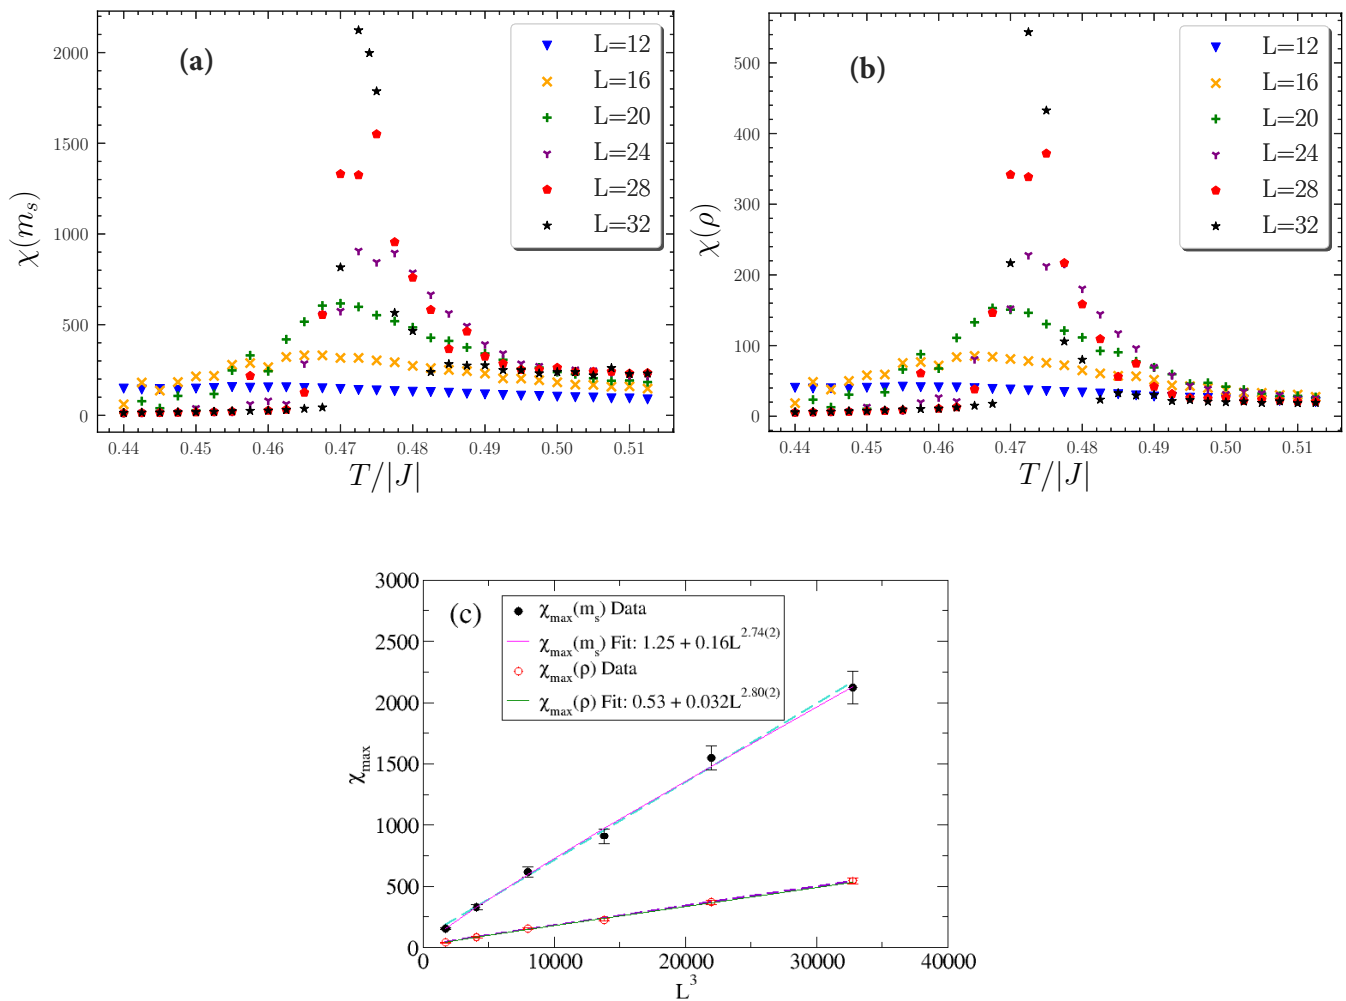 (a)
L=12
L=16
L=20
L=24
L=28
L=32
2000
1500
1000
500
0
χ(m_s)
0.44 0.45 0.46 0.47 0.48 0.49 0.50 0.51
T/|J|
(b)
L=12
L=16
L=20
L=24
L=28
L=32
500
400
300
200
100
0
χ(ρ)
0.44 0.45 0.46 0.47 0.48 0.49 0.50 0.51
T/|J|
(c)
χ_max(m_s) Data
χ_max(m_s) Fit: 1.25 + 0.16L^2.74(2)
χ_max(ρ) Data
χ_max(ρ) Fit: 0.53 + 0.032L^2.80(2)
3000
2500
2000
1500
1000
500
0
χ_max
0 10000 20000 30000 40000
L^3